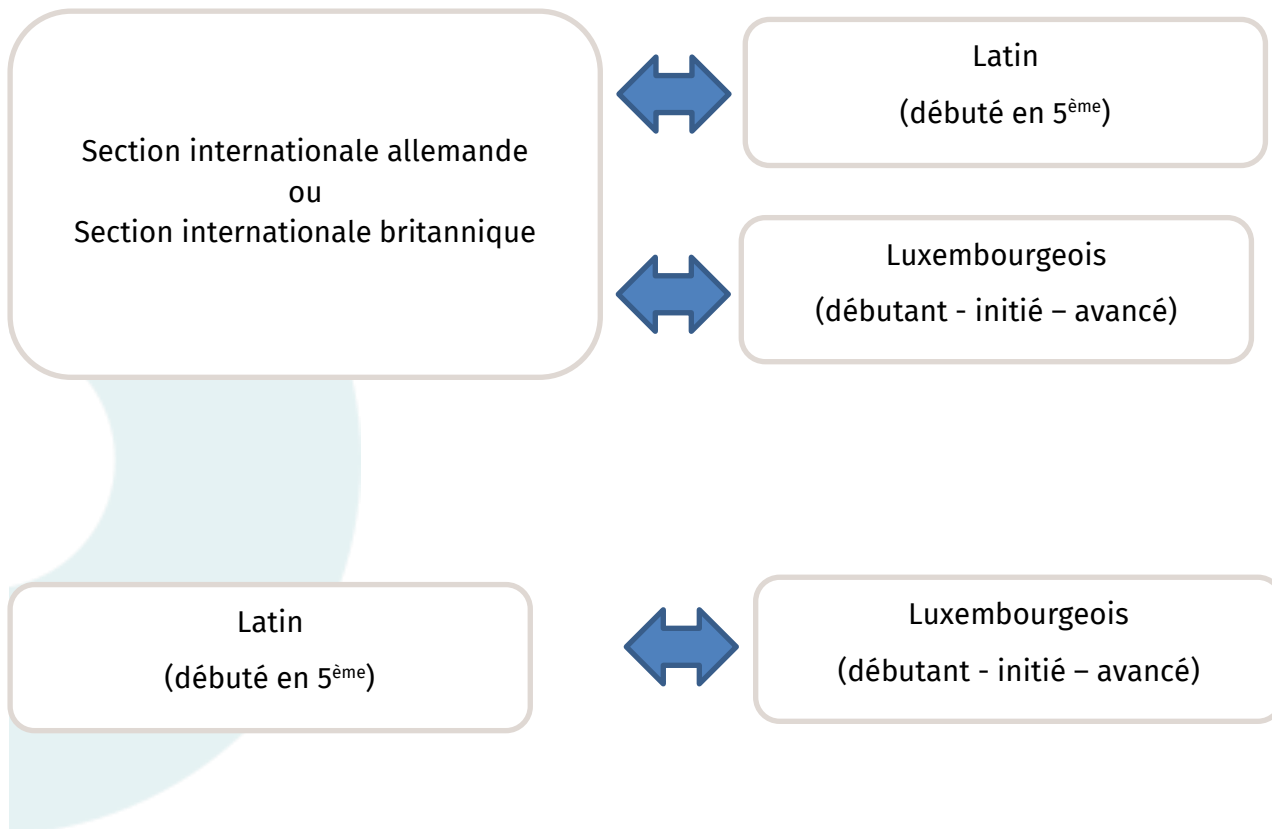 Section internationale allemande
ou
Section internationale britannique
Latin
(débuté en 5ème)
Luxembourgeois
(débutant - initié – avancé)
Latin
(débuté en 5ème)
Luxembourgeois
(débutant - initié – avancé)